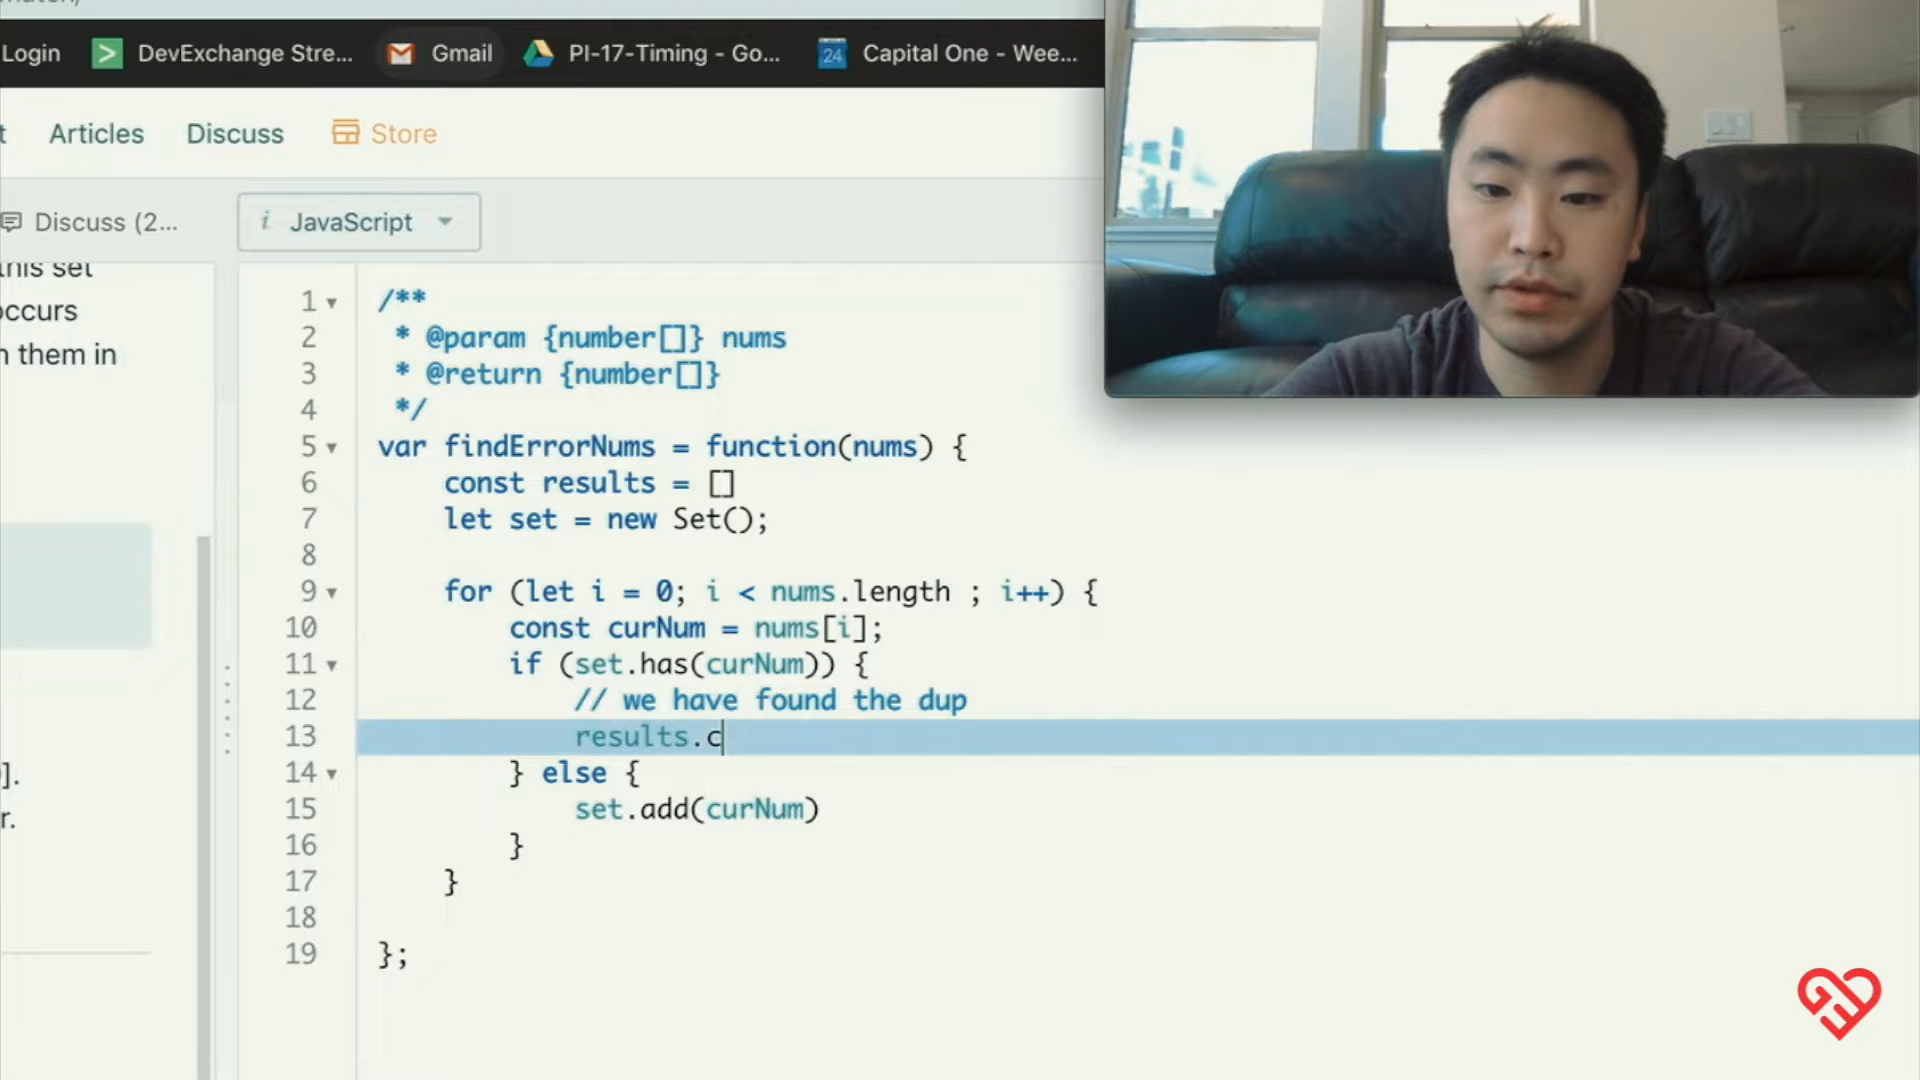 Login DevExchange Stre... Gmail PI-17-Timing - Go... 24 Capital One - Wee...
t Articles Discuss Store
Discuss (2... i JavaScript
this set
occurs
n them in
].
r.
1 /**
2 * @param {number[]} nums
3 * @return {number[]}
4 */
5 var findErrorNums = function(nums) {
6 const results = []
7 let set = new Set();
8
9 for (let i = 0; i < nums.length ; i++) {
10 const curNum = nums[i];
11 if (set.has(curNum)) {
12 // we have found the dup
13 results.c
14 } else {
15 set.add(curNum)
16 }
17 }
18
19 };